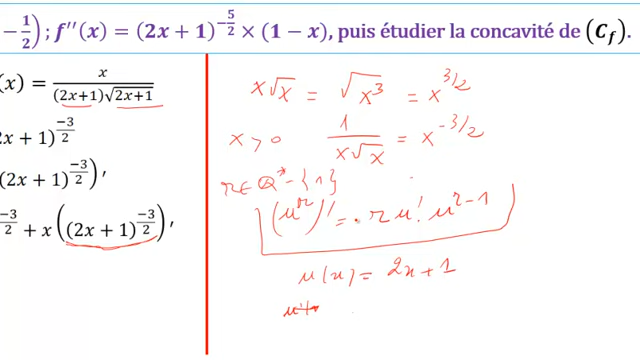 − 1/2); f′′(x) = (2x + 1)^{−5/2} × (1 − x), puis étudier la concavité de (C_f).
(x) = x / ((2x+1)√(2x+1))
2x + 1)^{−3/2}
(2x + 1)^{−3/2})′
^{−3/2} + x((2x + 1)^{−3/2})′
x√x = √(x³) = x^{3/2}
x > 0 1/(x√x) = x^{−3/2}
r ∈ ℚ* − {1}
(u^r)′ = . r u′ u^{r−1}
u(x) = 2x + 1